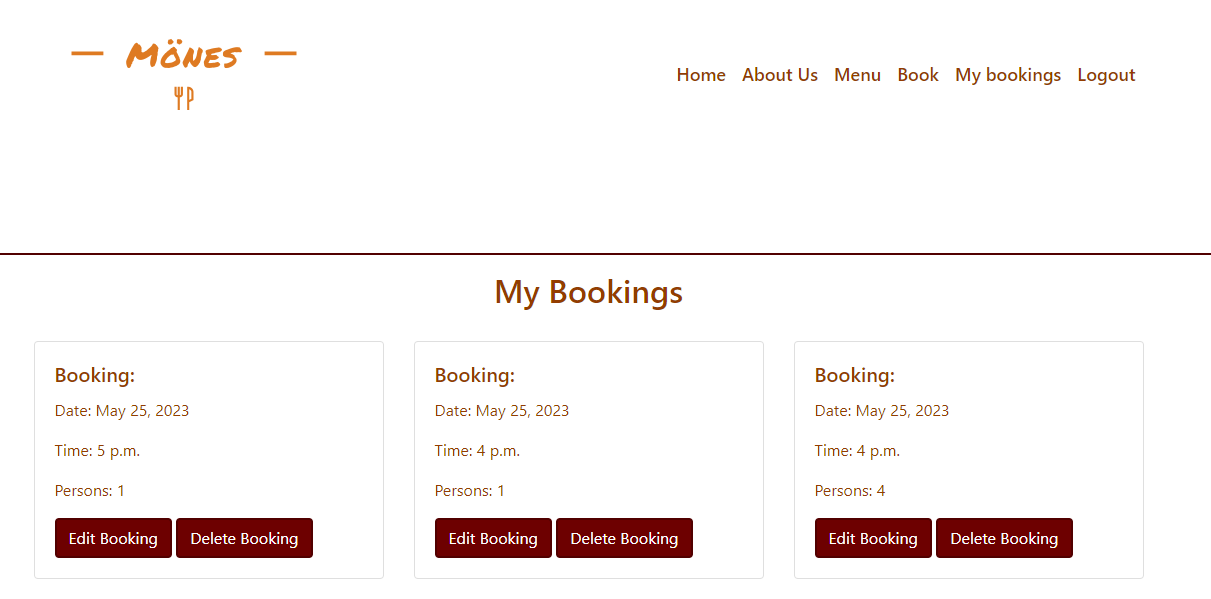 Mönes
Home About Us Menu Book My bookings Logout
My Bookings
Booking:
Date: May 25, 2023
Time: 5 p.m.
Persons: 1
Edit Booking Delete Booking
Booking:
Date: May 25, 2023
Time: 4 p.m.
Persons: 1
Edit Booking Delete Booking
Booking:
Date: May 25, 2023
Time: 4 p.m.
Persons: 4
Edit Booking Delete Booking